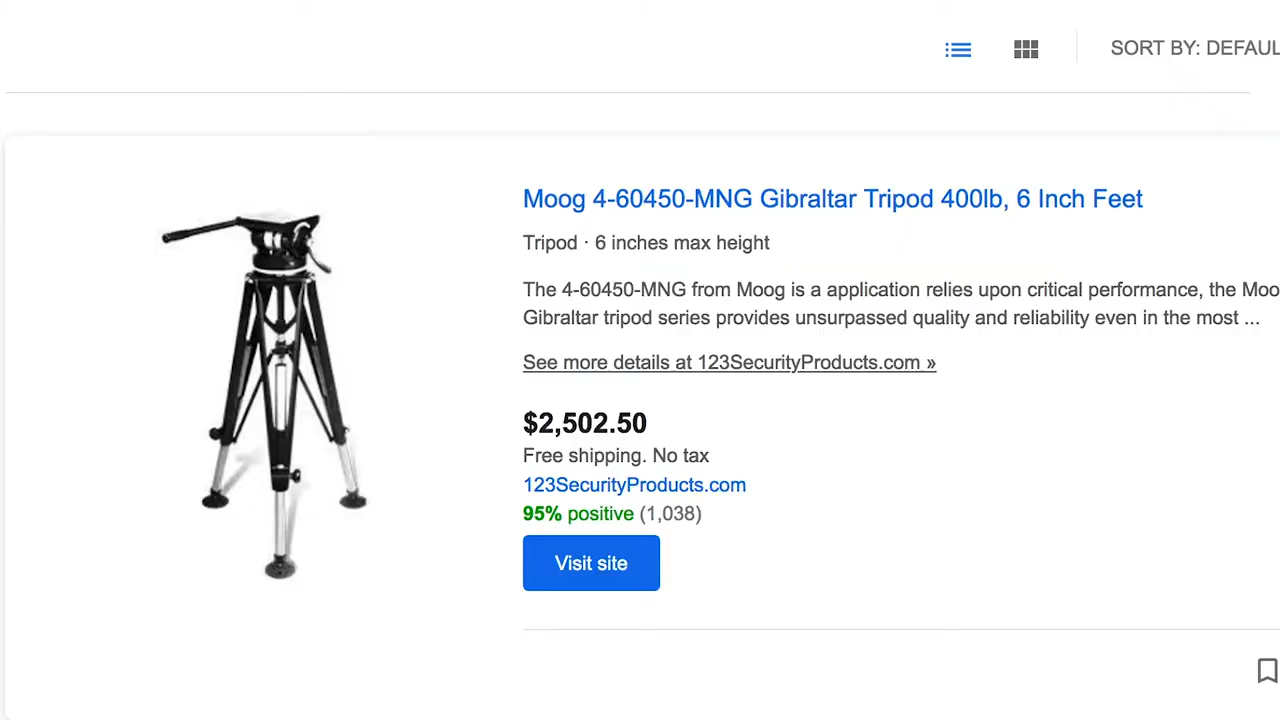 SORT BY: DEFAUL
Moog 4-60450-MNG Gibraltar Tripod 400lb, 6 Inch Feet
Tripod · 6 inches max height
The 4-60450-MNG from Moog is a application relies upon critical performance, the Moo
Gibraltar tripod series provides unsurpassed quality and reliability even in the most ...
See more details at 123SecurityProducts.com »
$2,502.50
Free shipping. No tax
123SecurityProducts.com
95% positive (1,038)
Visit site